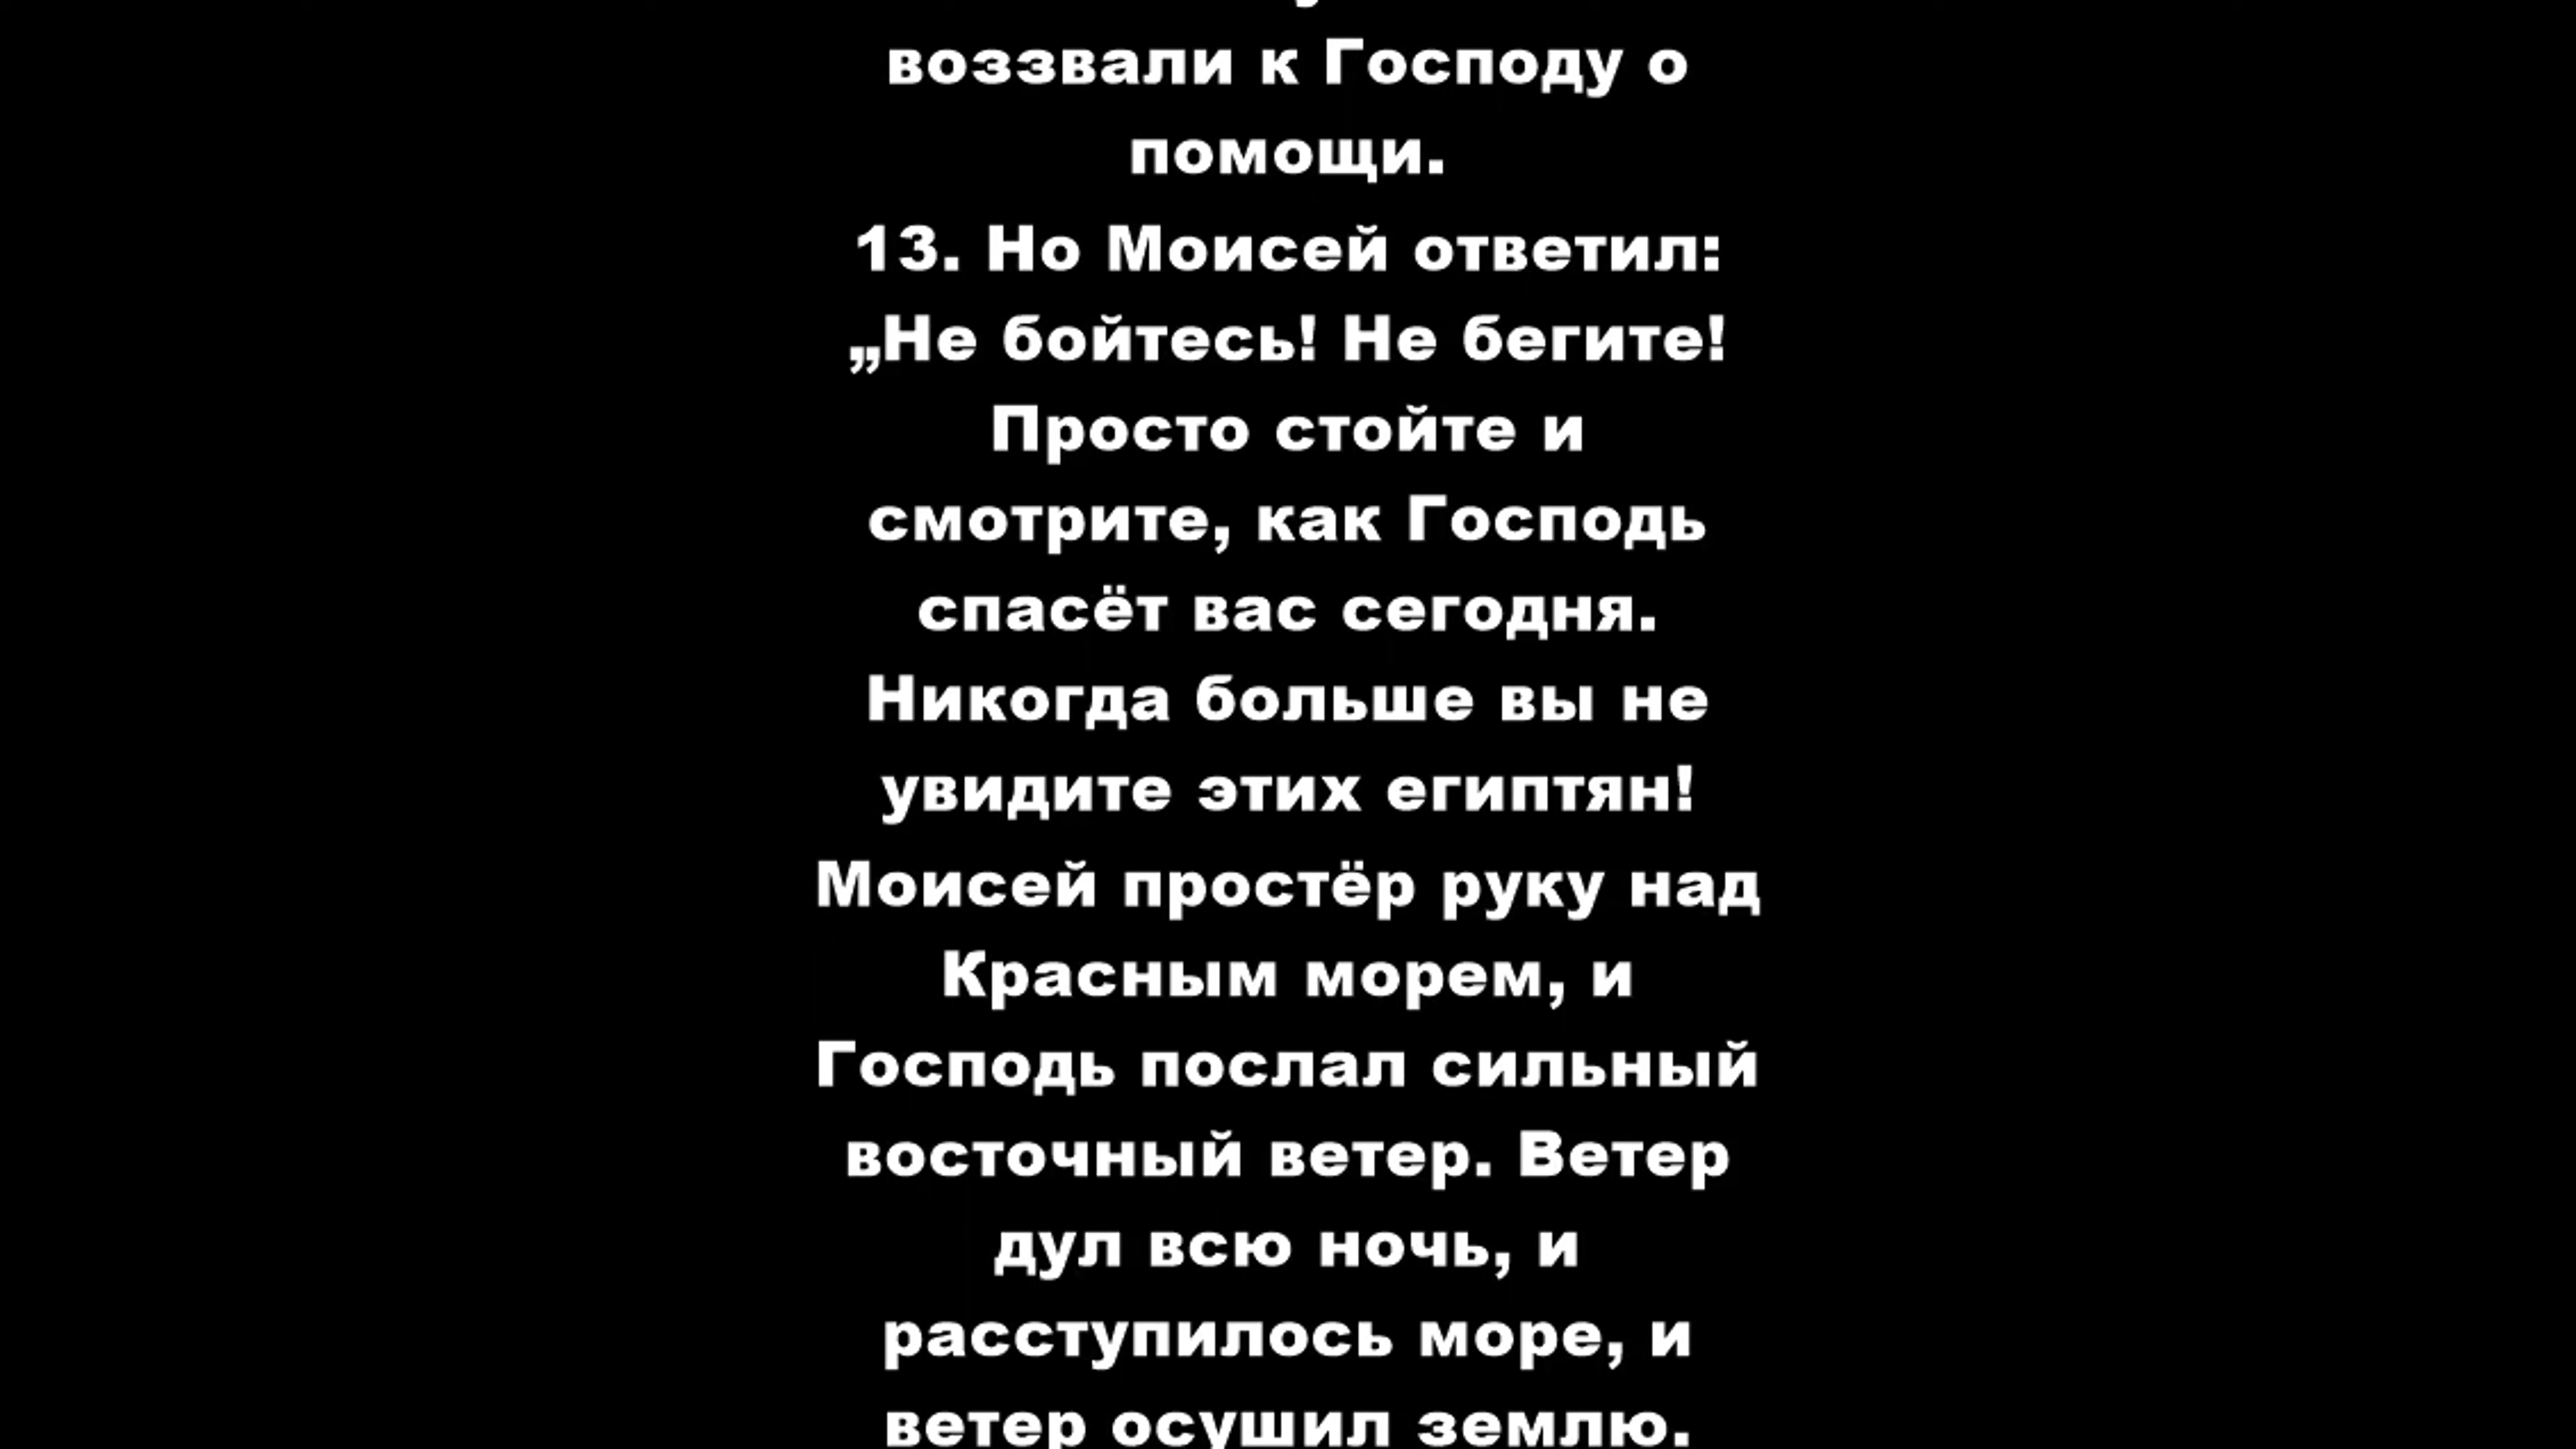 воззвали к Господу о
помощи.
13. Но Моисей ответил:
„Не бойтесь! Не бегите!
Просто стойте и
смотрите, как Господь
спасёт вас сегодня.
Никогда больше вы не
увидите этих египтян!
Моисей простёр руку над
Красным морем, и
Господь послал сильный
восточный ветер. Ветер
дул всю ночь, и
расступилось море, и
ветер осушил землю.